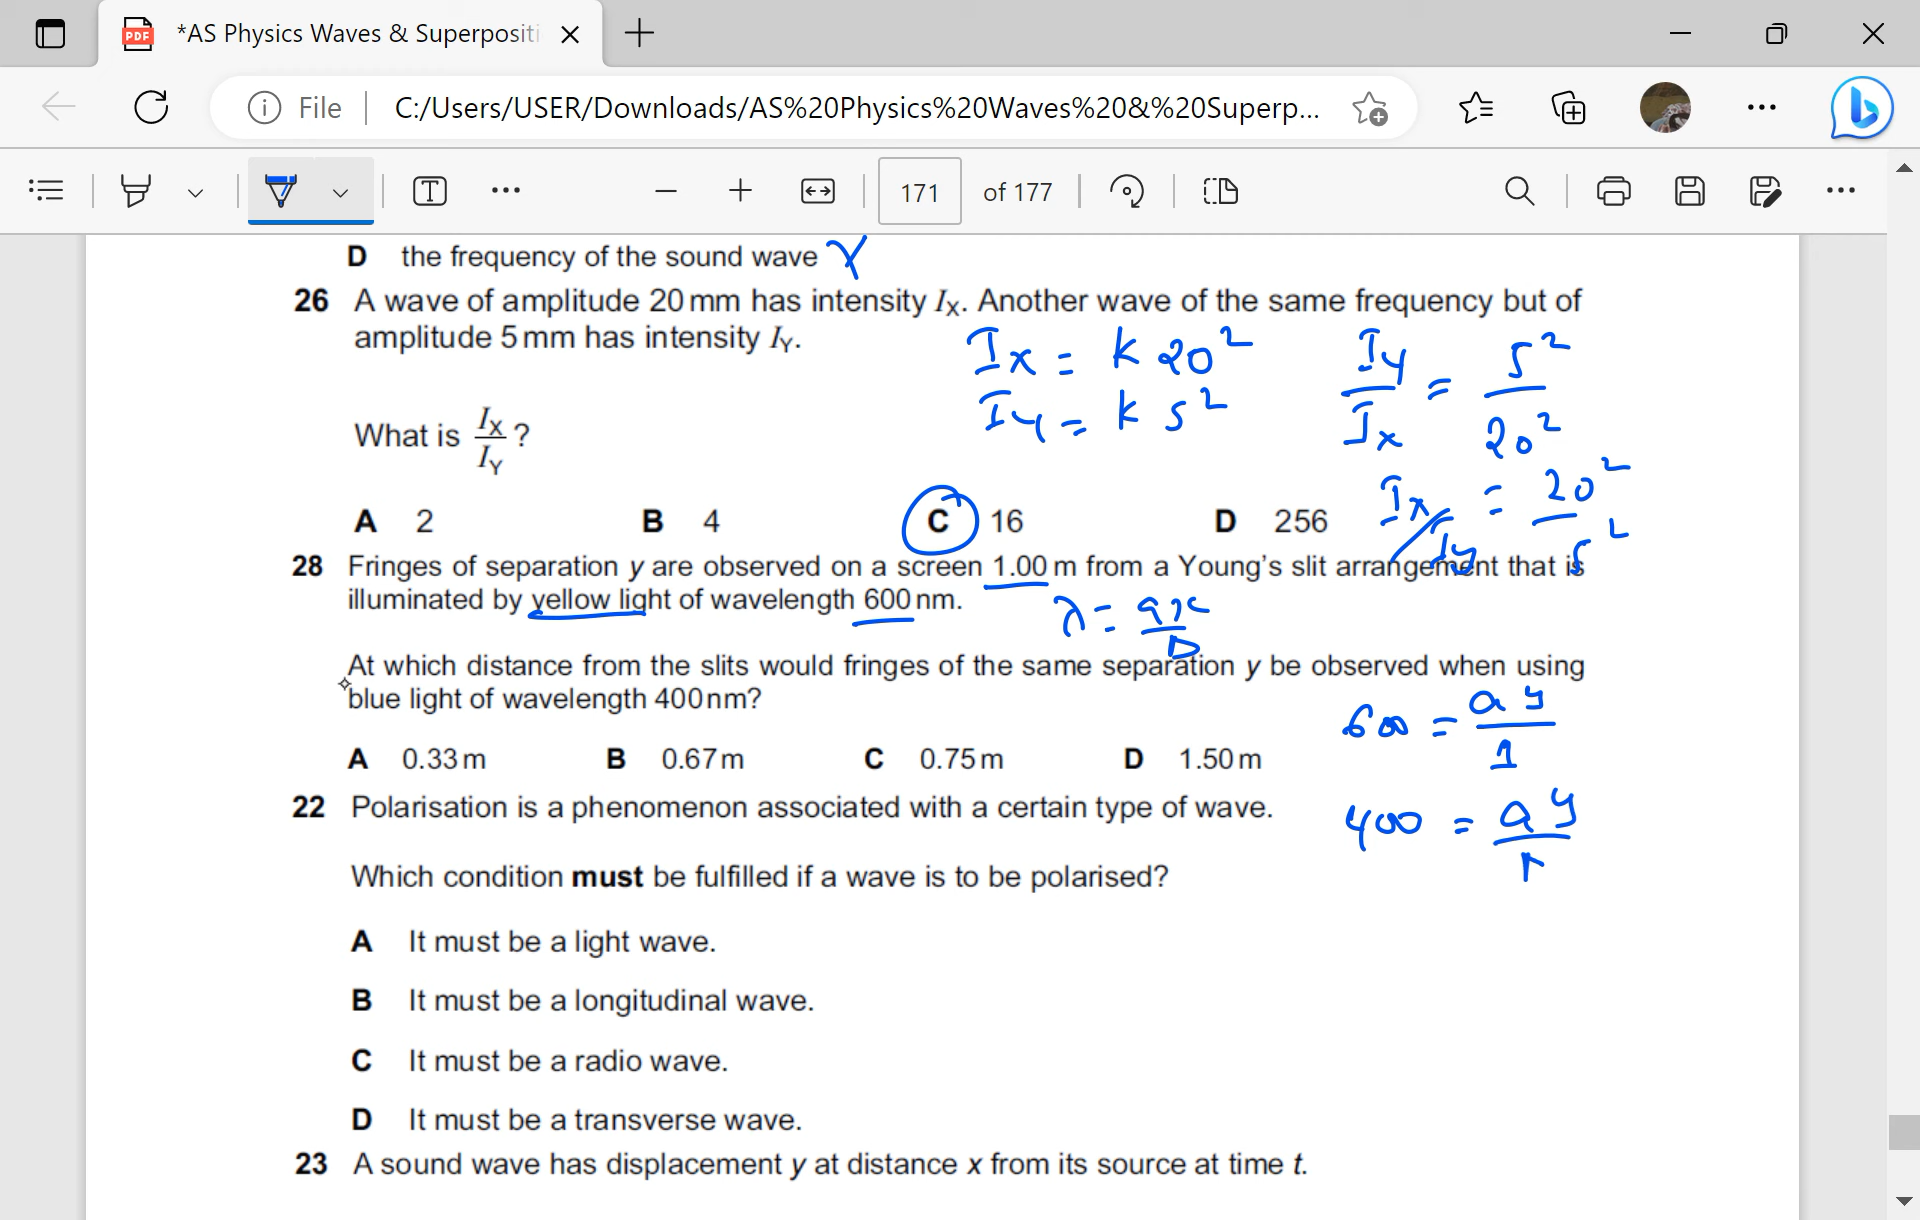 *AS Physics Waves & Superpositi
File C:/Users/USER/Downloads/AS%20Physics%20Waves%20&%20Superp...
171 of 177
D the frequency of the sound wave
26 A wave of amplitude 20 mm has intensity IX. Another wave of the same frequency but of
amplitude 5 mm has intensity IY.
Ix = k 20²
Iy = k 5²
Iy/Ix = 5²/20²
What is IX/IY?
Ix/Iy = 20²/5²
A 2 B 4 C 16 D 256
28 Fringes of separation y are observed on a screen 1.00 m from a Young's slit arrangement that is
illuminated by yellow light of wavelength 600 nm.
λ = ax/D
At which distance from the slits would fringes of the same separation y be observed when using
blue light of wavelength 400 nm?
600 = ay/1
A 0.33 m B 0.67 m C 0.75 m D 1.50 m
22 Polarisation is a phenomenon associated with a certain type of wave.
400 = ay/
Which condition must be fulfilled if a wave is to be polarised?
A It must be a light wave.
B It must be a longitudinal wave.
C It must be a radio wave.
D It must be a transverse wave.
23 A sound wave has displacement y at distance x from its source at time t.